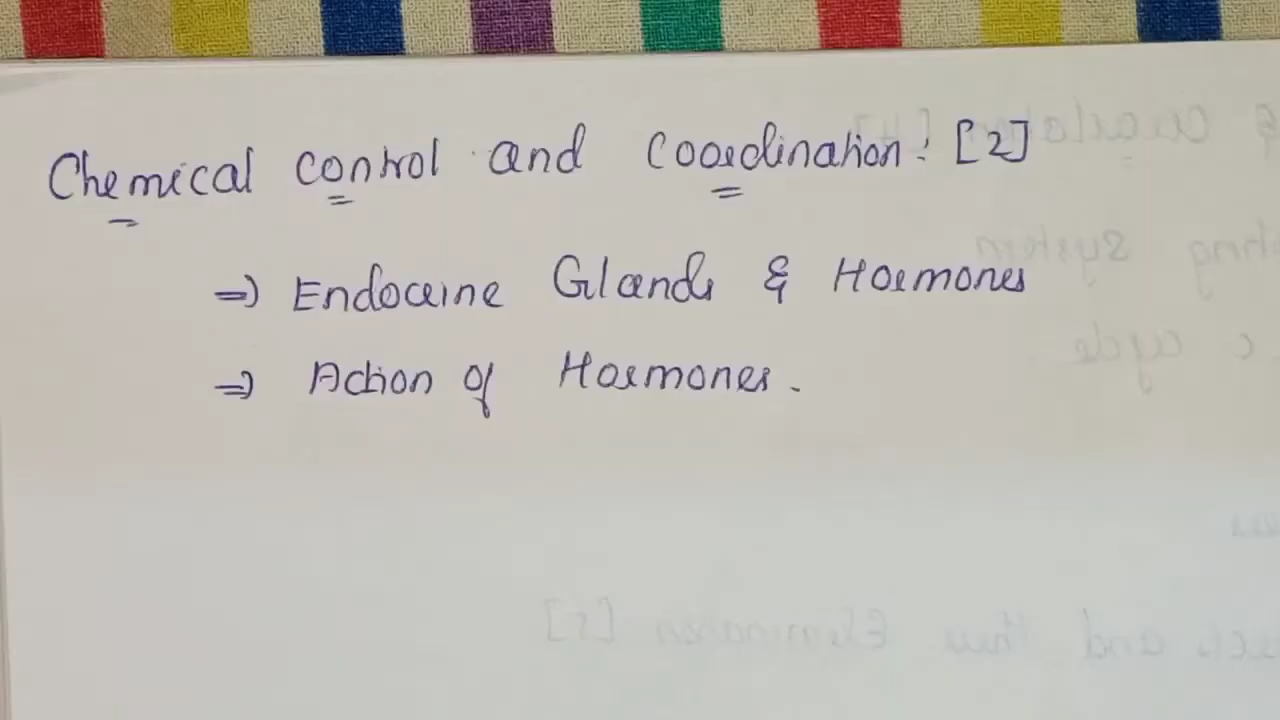 Chemical control and Coordination: [2]
⇒ Endocrine Glands & Hormones
⇒ Action of Hormones.